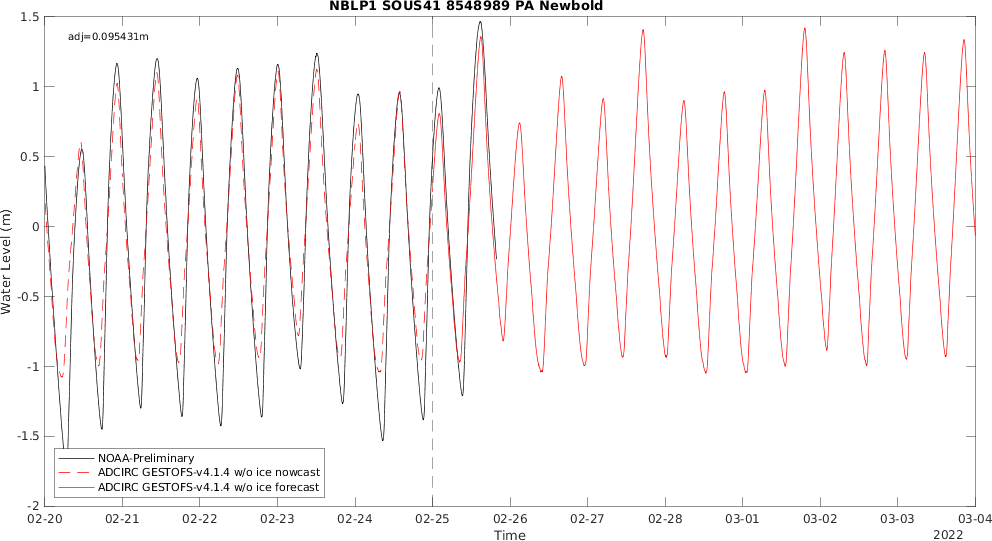 NBLP1 SOUS41 8548989 PA Newbold
adj=0.095431m
1.5
1
0.5
0
-0.5
-1
-1.5
-2
Water Level (m)
NOAA-Preliminary
ADCIRC GESTOFS-v4.1.4 w/o ice nowcast
ADCIRC GESTOFS-v4.1.4 w/o ice forecast
02-20 02-21 02-22 02-23 02-24 02-25 02-26 02-27 02-28 03-01 03-02 03-03 03-04
Time
2022